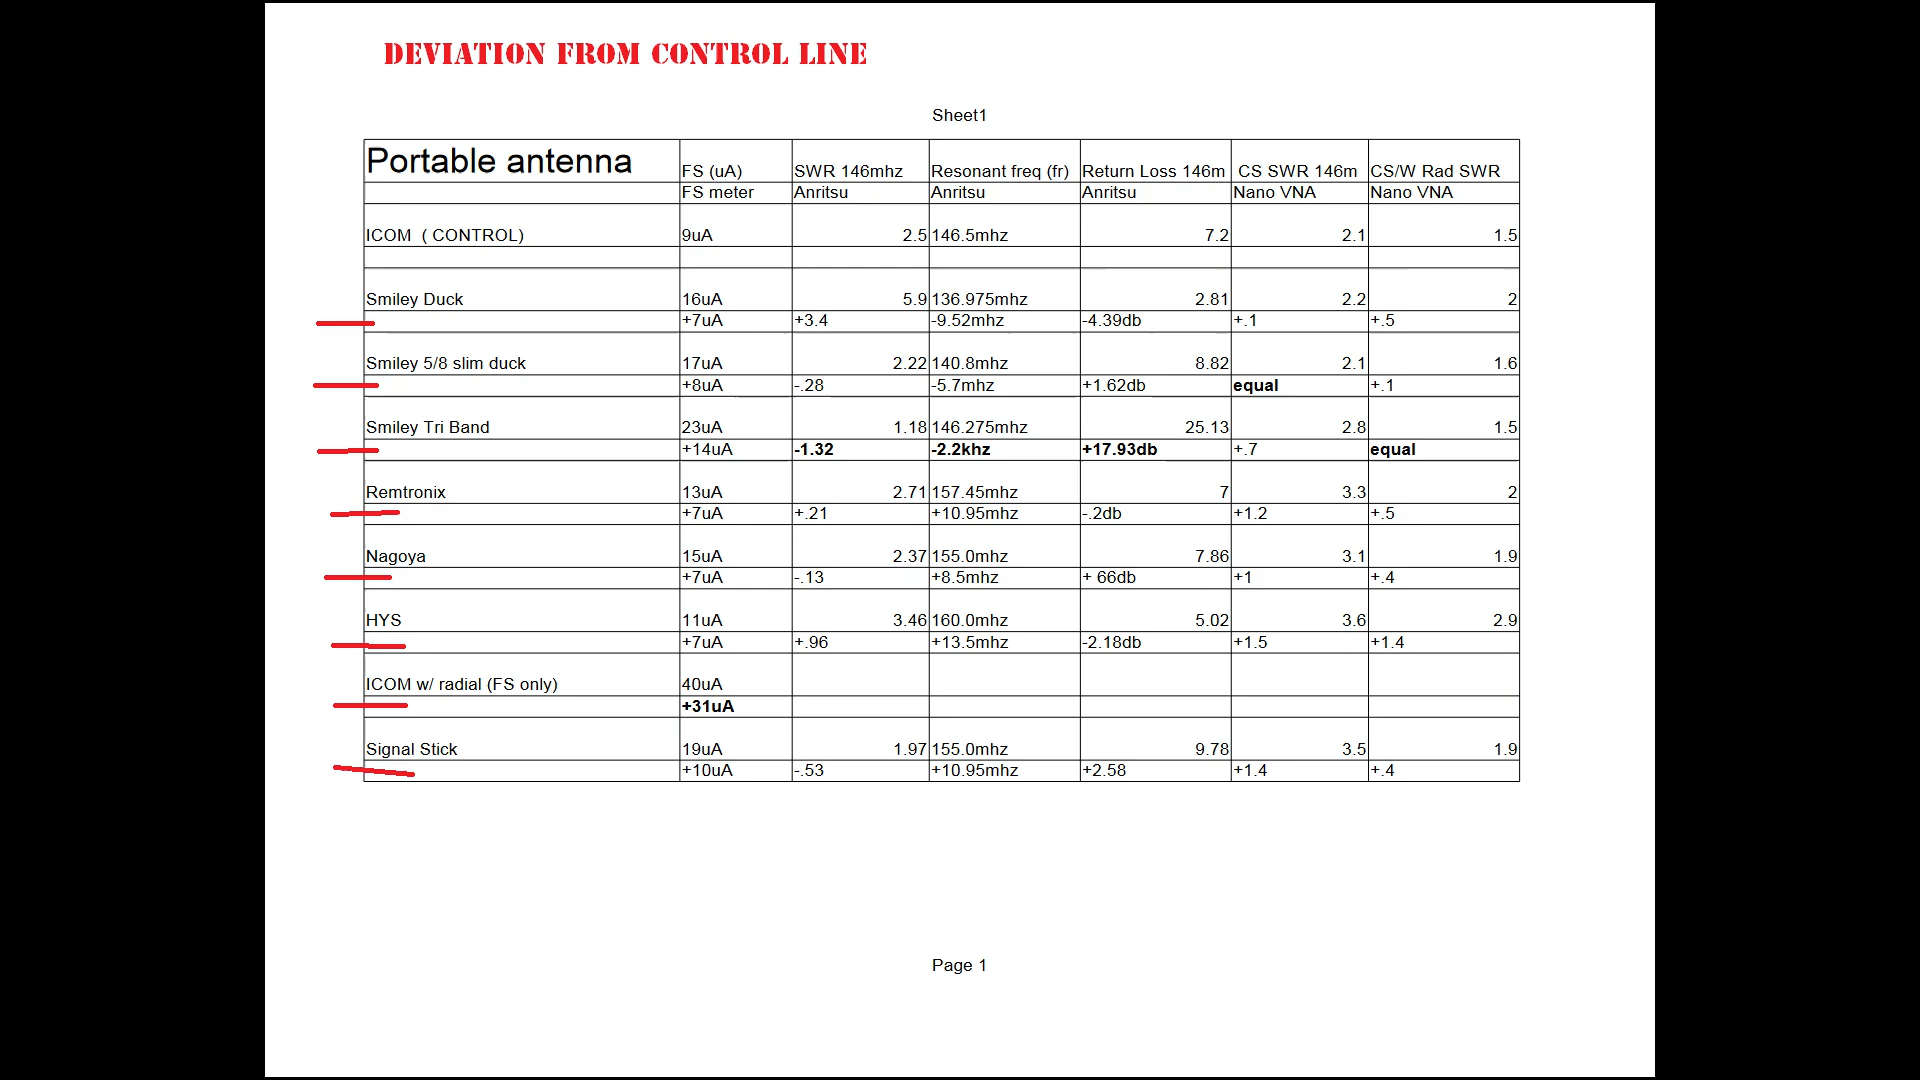 DEVIATION FROM CONTROL LINE
Sheet1
Portable antenna FS (uA) SWR 146mhz Resonant freq (fr) Return Loss 146m CS SWR 146m CS/W Rad SWR
FS meter Anritsu Anritsu Anritsu Nano VNA Nano VNA
ICOM ( CONTROL) 9uA 2.5 146.5mhz 7.2 2.1 1.5
Smiley Duck 16uA 5.9 136.975mhz 2.81 2.2 2
+7uA +3.4 -9.52mhz -4.39db +.1 +.5
Smiley 5/8 slim duck 17uA 2.22 140.8mhz 8.82 2.1 1.6
+8uA -.28 -5.7mhz +1.62db equal +.1
Smiley Tri Band 23uA 1.18 146.275mhz 25.13 2.8 1.5
+14uA -1.32 -2.2khz +17.93db +.7 equal
Remtronix 13uA 2.71 157.45mhz 7 3.3 2
+7uA +.21 +10.95mhz -.2db +1.2 +.5
Nagoya 15uA 2.37 155.0mhz 7.86 3.1 1.9
+7uA -.13 +8.5mhz + 66db +1 +.4
HYS 11uA 3.46 160.0mhz 5.02 3.6 2.9
+7uA +.96 +13.5mhz -2.18db +1.5 +1.4
ICOM w/ radial (FS only) 40uA
+31uA
Signal Stick 19uA 1.97 155.0mhz 9.78 3.5 1.9
+10uA -.53 +10.95mhz +2.58 +1.4 +.4
Page 1